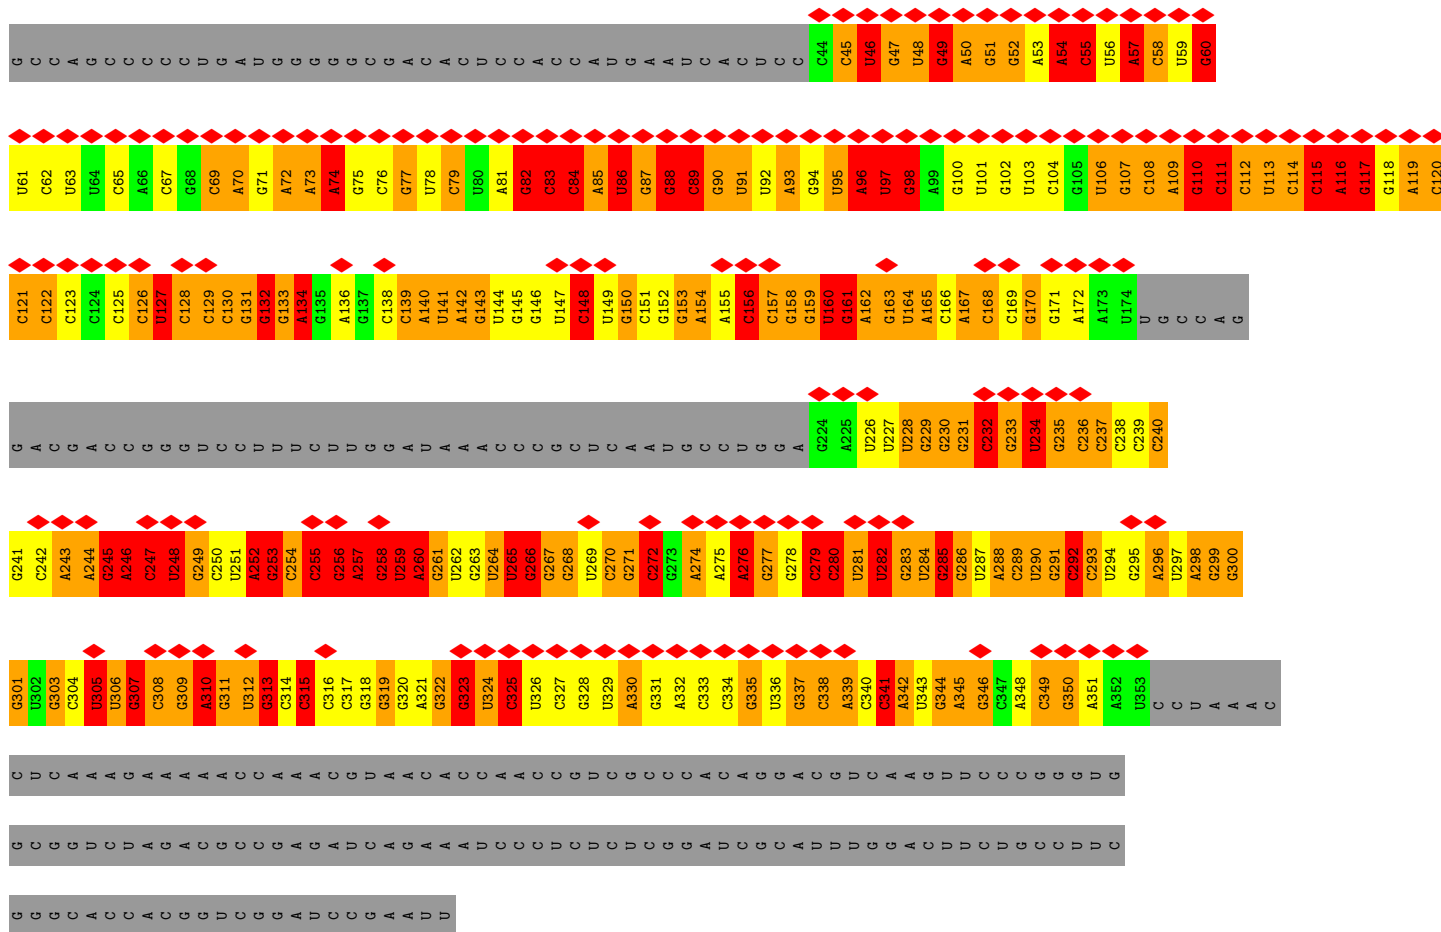 G C C A G C C C C C U G A U G G G G G C G A C A C U C C A C C A U G A A U C A C U C C C44 C45 U46 G47 U48 G49 A50 G51 G52 A53 A54 C55 U56 A57 C58 U59 G60
U61 C62 U63 U64 C65 A66 C67 G68 C69 A70 G71 A72 A73 A74 G75 C76 G77 U78 C79 U80 A81 G82 C83 C84 A85 U86 G87 G88 C89 G90 U91 U92 A93 G94 U95 A96 U97 G98 A99 G100 U101 G102 U103 C104 G105 U106 G107 C108 A109 G110 C111 C112 U113 C114 C115 A116 G117 G118 A119 C120
C121 C122 C123 C124 C125 C126 U127 C128 C129 C130 G131 G132 G133 A134 G135 A136 G137 C138 C139 A140 U141 A142 G143 U144 G145 G146 U147 C148 U149 G150 C151 G152 G153 A154 A155 C156 C157 G158 G159 U160 G161 A162 G163 U164 A165 C166 A167 C168 C169 G170 G171 A172 A173 U174 U G C C A G
G A C G A C C G G G U C C U U U C U U G G A U A A A C C C G C U C A A U G C C U G G A G224 A225 U226 U227 U228 G229 G230 G231 C232 G233 U234 G235 C236 C237 C238 C239 C240
G241 C242 A243 A244 G245 A246 C247 U248 G249 C250 U251 A252 G253 C254 C255 G256 A257 G258 U259 A260 G261 U262 G263 U264 U265 G266 G267 G268 U269 C270 G271 C272 G273 A274 A275 A276 G277 G278 C279 C280 U281 U282 G283 U284 G285 G286 U287 A288 C289 U290 G291 C292 C293 U294 G295 A296 U297 A298 G299 G300
G301 U302 G303 C304 U305 U306 G307 C308 G309 A310 G311 U312 G313 C314 C315 C316 C317 G318 G319 G320 A321 G322 G323 U324 C325 U326 C327 G328 U329 A330 G331 A332 C333 C334 G335 U336 G337 C338 A339 C340 C341 A342 U343 G344 A345 G346 C347 A348 C349 G350 A351 A352 U353 C C U A A A C
C U C A A A G A A A A A C C A A A C G U A A C A C C A A C C G U C G C C C A C A G G A C G U C A A G U U C C C G G G U G
G C G G U C U A G A C G C C G A G A U C A G A A A U C C C U C U C U C G G A U C G C A U U U G G A C U U C U G C C U U C
G G G C A C C A C G G U C G G A U C C G A A U U